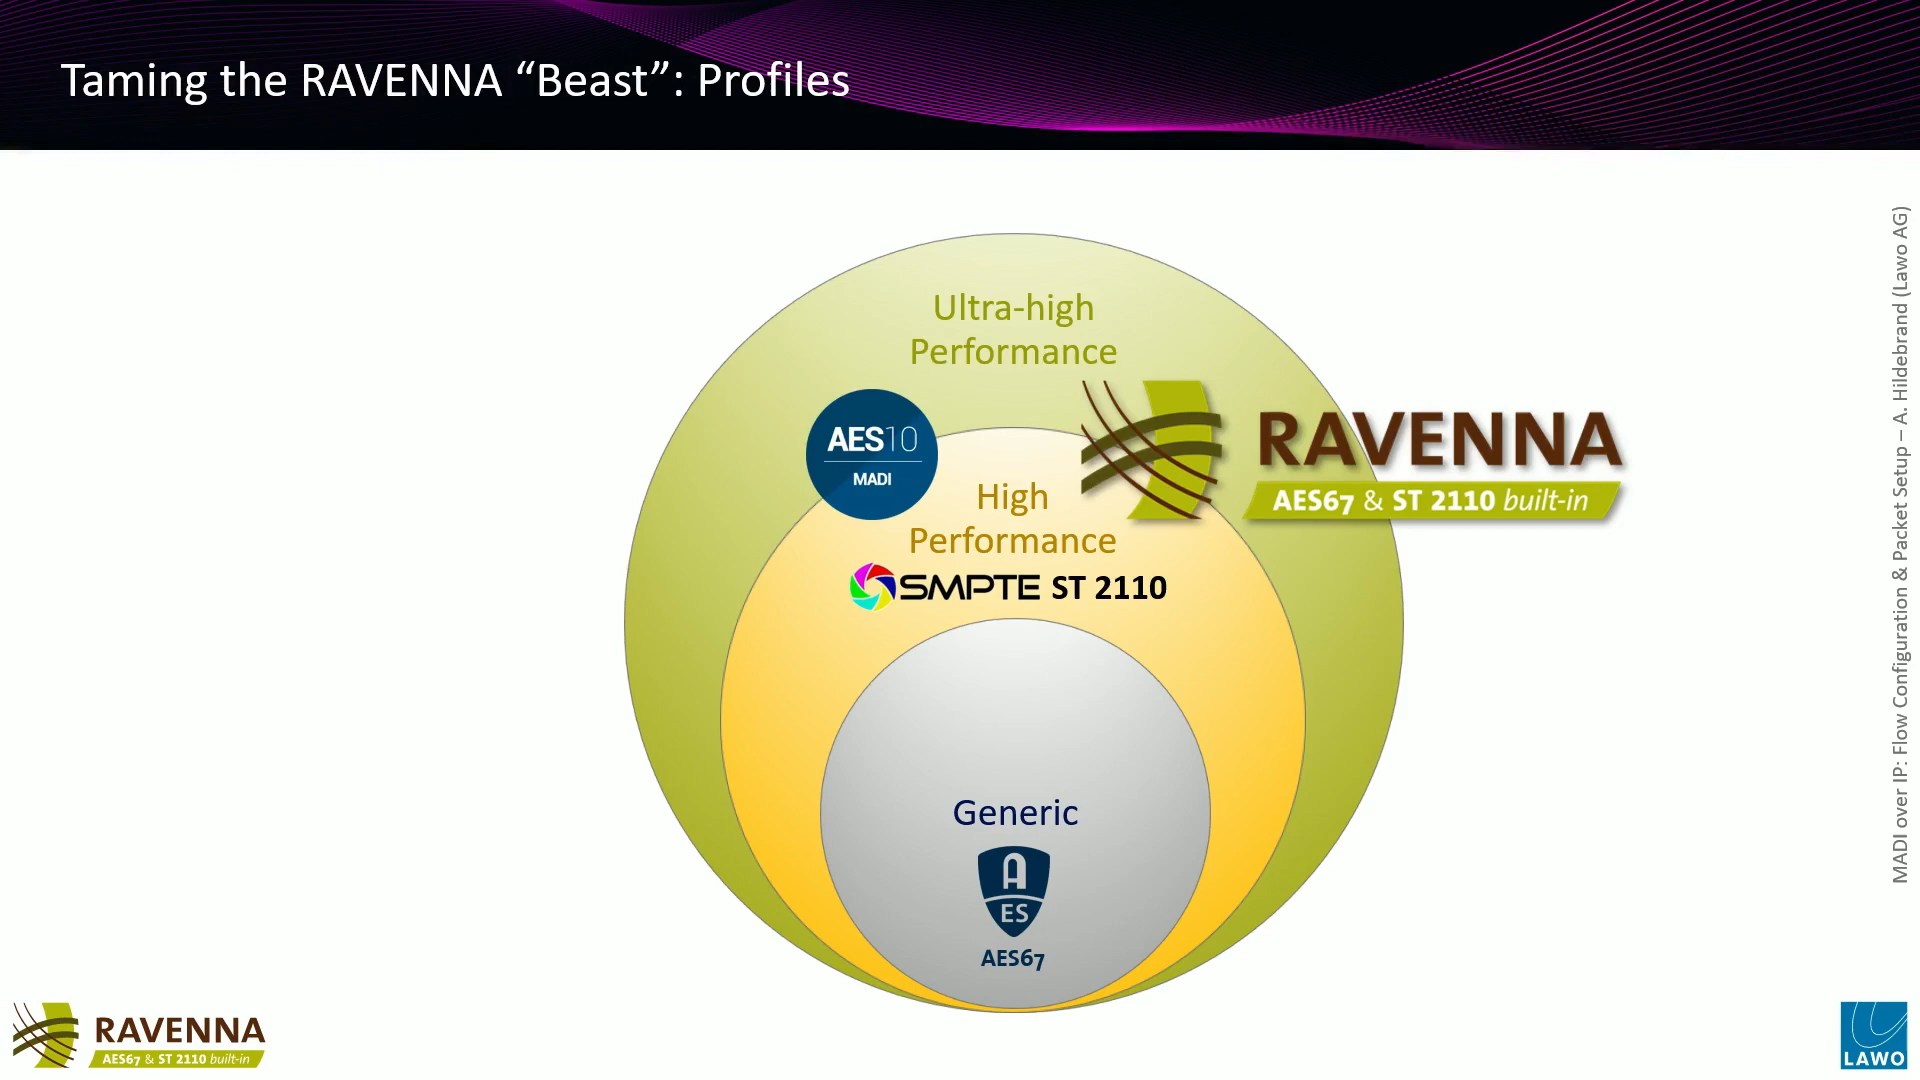 Taming the RAVENNA “Beast”: Profiles
Ultra-high
Performance
AES10
MADI
RAVENNA
AES67 & ST 2110 built-in
High
Performance
SMPTE ST 2110
Generic
A
ES
AES67
MADI over IP: Flow Configuration & Packet Setup – A. Hildebrand (Lawo AG)
RAVENNA
AES67 & ST 2110 built-in
LAWO